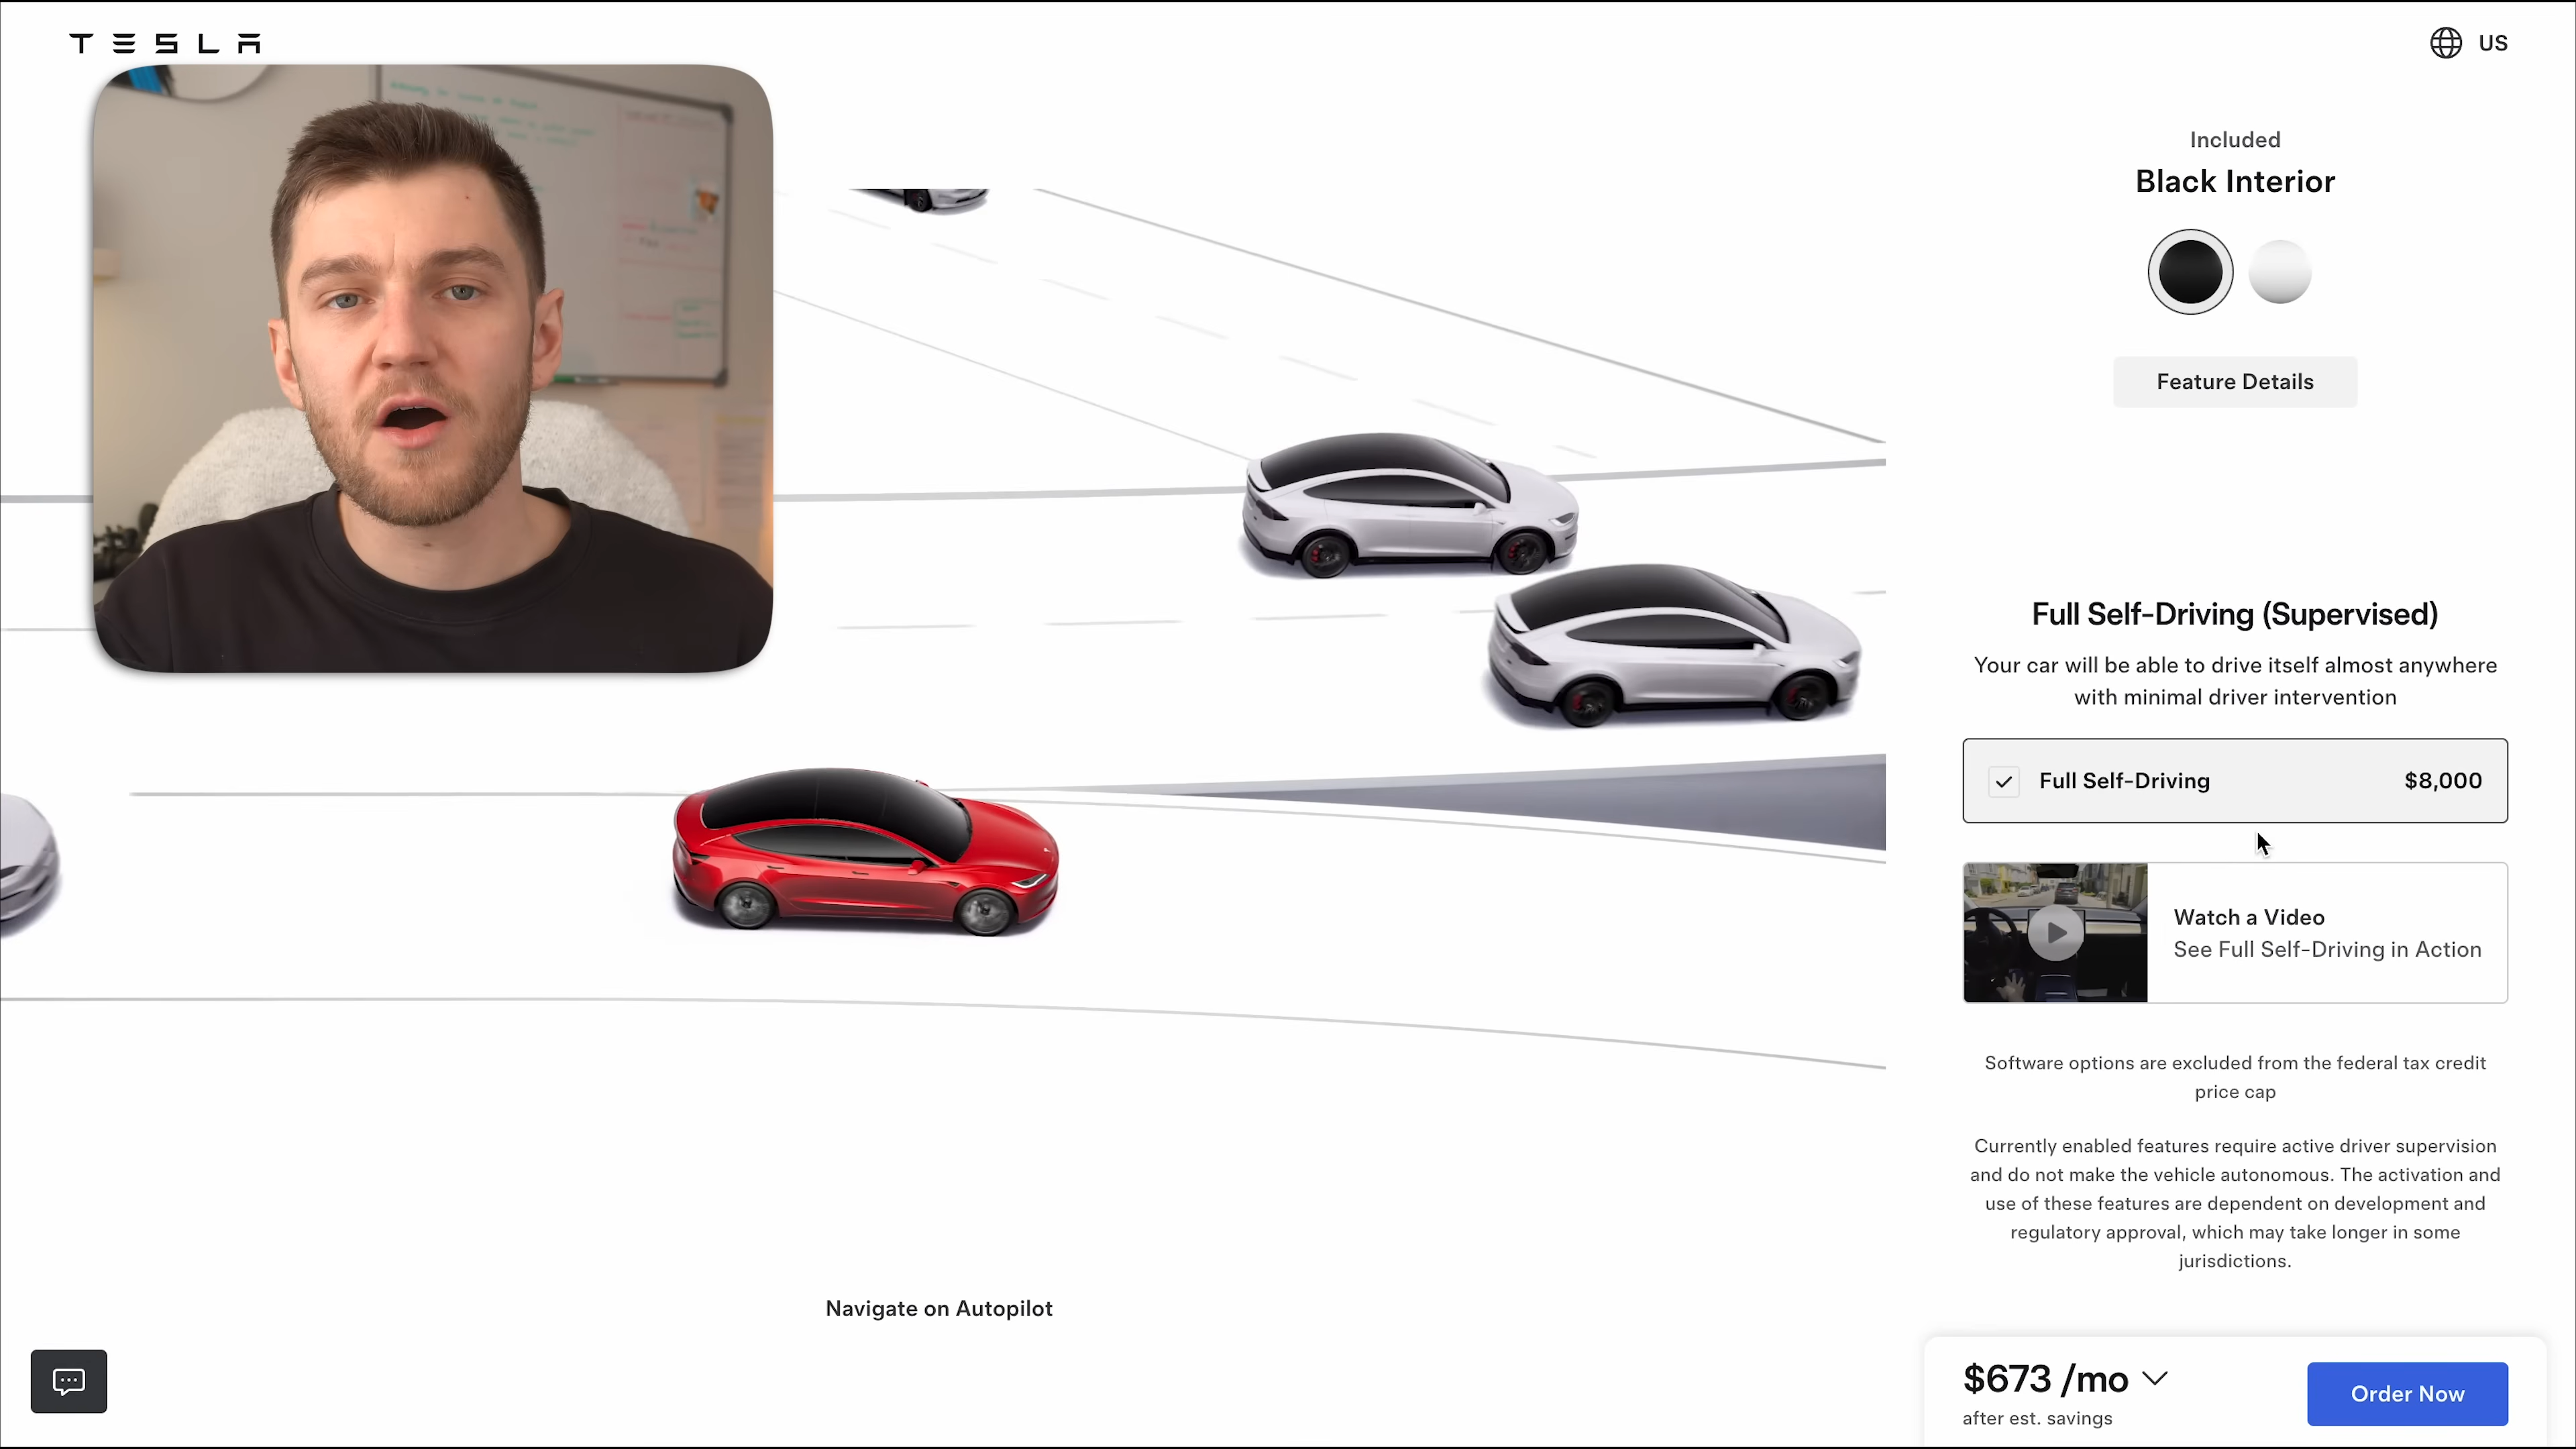 TESLA
US
Included
Black Interior
Feature Details
Full Self-Driving (Supervised)
Your car will be able to drive itself almost anywhere
with minimal driver intervention
Full Self-Driving $8,000
Watch a Video
See Full Self-Driving in Action
Software options are excluded from the federal tax credit
price cap
Currently enabled features require active driver supervision
and do not make the vehicle autonomous. The activation and
use of these features are dependent on development and
regulatory approval, which may take longer in some
jurisdictions.
Navigate on Autopilot
$673 /mo
after est. savings
Order Now